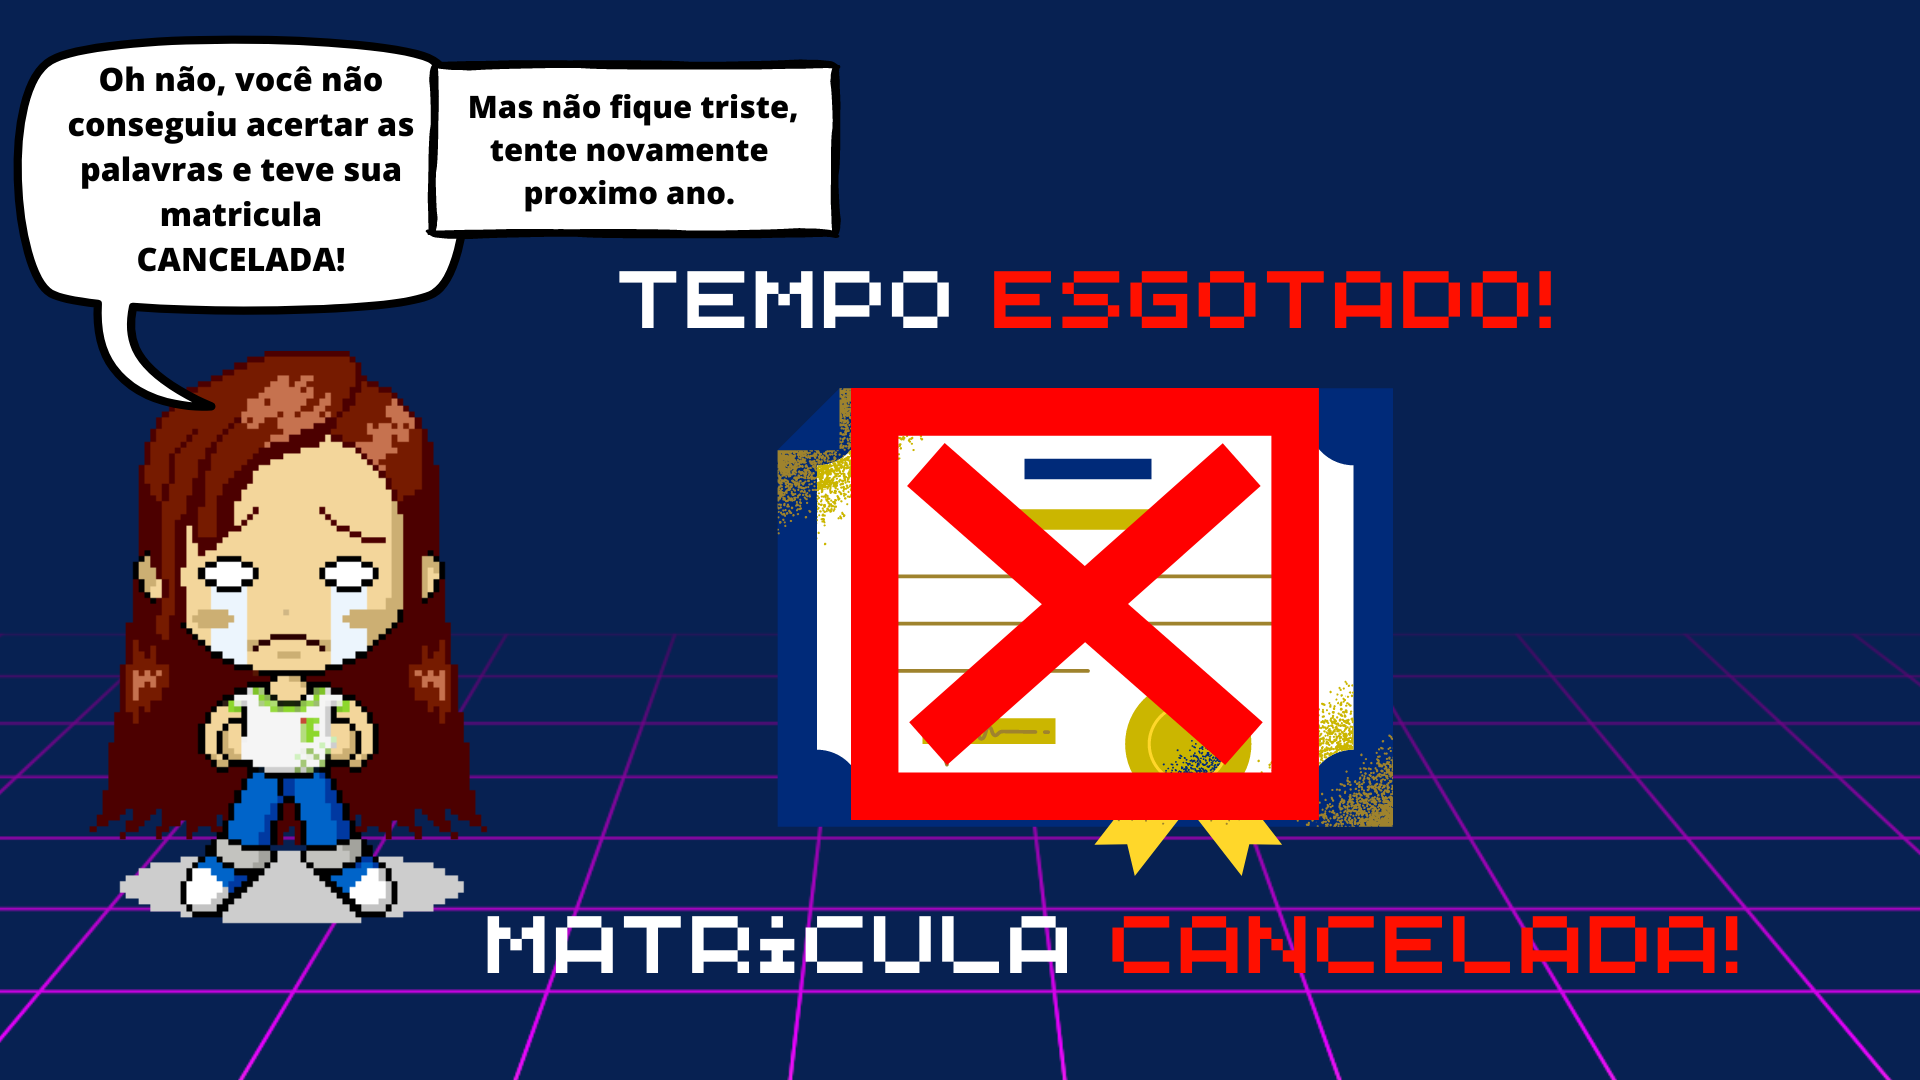 Oh não, você não
conseguiu acertar as
palavras e teve sua
matricula
CANCELADA!
Mas não fique triste,
tente novamente
proximo ano.
TEMPO ESGOTADO!
MATRiCULA CANCELADA!